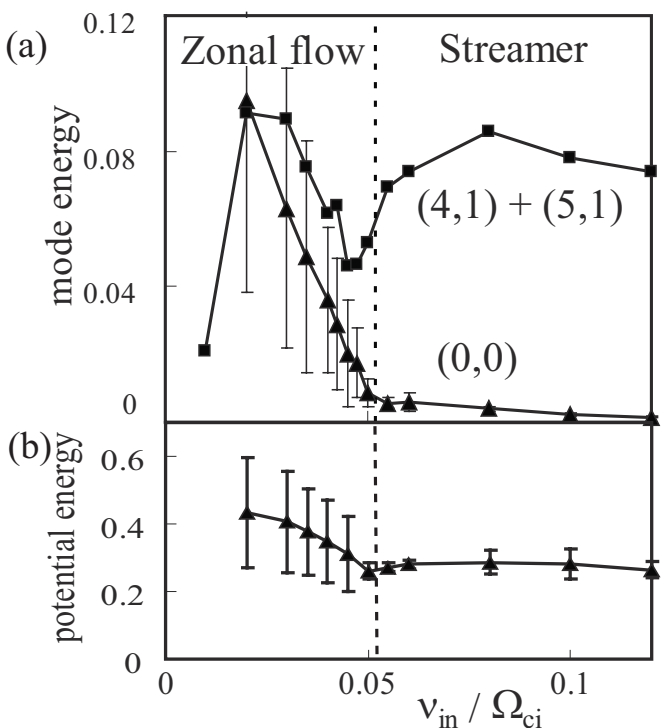 (a)
0.12
Zonal flow
Streamer
0.08
mode energy
(4,1) + (5,1)
0.04
(0,0)
0
(b)
0.6
potential energy
0.4
0.2
0
0
0.05
0.1
ν_in / Ω_ci